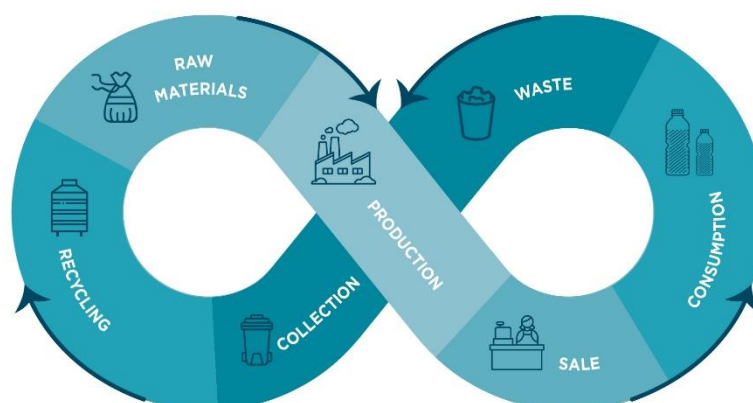 RAW
MATERIALS
PRODUCTION
SALE
CONSUMPTION
WASTE
COLLECTION
RECYCLING